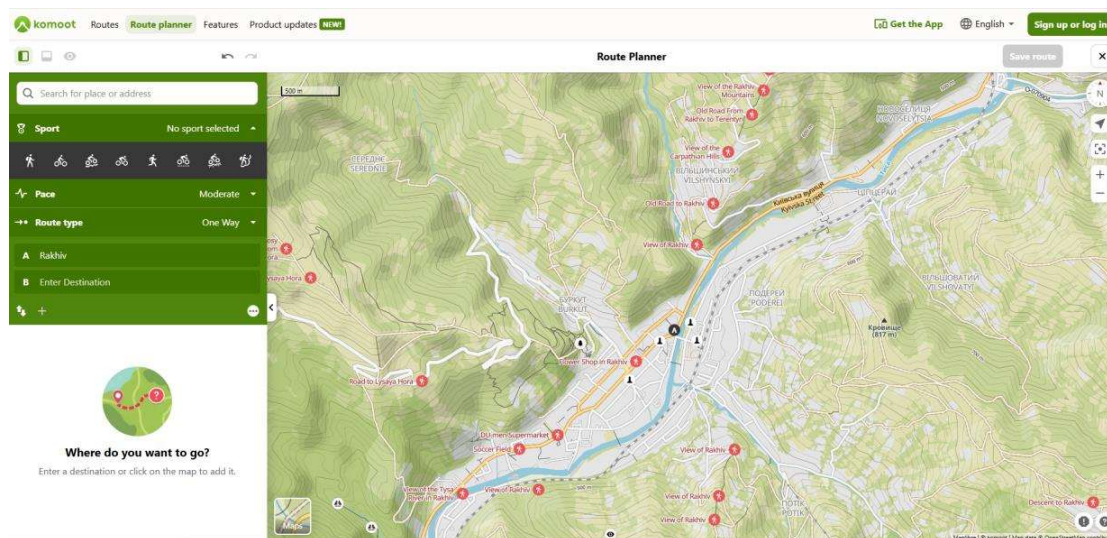 komoot Routes Route planner Features Product updates NEW! Get the App English Sign up or log in
Route Planner Save route
Search for place or address
Sport No sport selected
Pace Moderate
Route type One Way
A Rakhiv
B Enter Destination
Where do you want to go?
Enter a destination or click on the map to add it.
500 m
View of the Rakhiv
Mountains
Old Road From
Rakhiv to Terentyn
View of the
Carpathian Hills
ВІЛЬШИНСЬКИЙ
VILSHYNSKYI
Old Road to Rakhiv
View of Rakhiv
СЕРЕДНЄ
SEREDNIE
НОВОСЕЛИЦЯ
NOVOSELYTSIA
O-070904
N
ШІПЦЕРАЙ
Київська вулиця
Kyivska Street
ВІЛЬШОВАТИЙ
VILSHOVATYI
ПОДЕРЕЙ
PODEREI
Кровище
(817 m)
БУРКУТ
BURKUT
A
Flower Shop in Rakhiv
Road to Lysaya Hora
DU-men Supermarket
Soccer Field
View of Rakhiv
View of the Tysa
River in Rakhiv
View of Rakhiv
View of Rakhiv
View of Rakhiv
ПОТІК
POTIK
Descent to Rakhiv
Maps